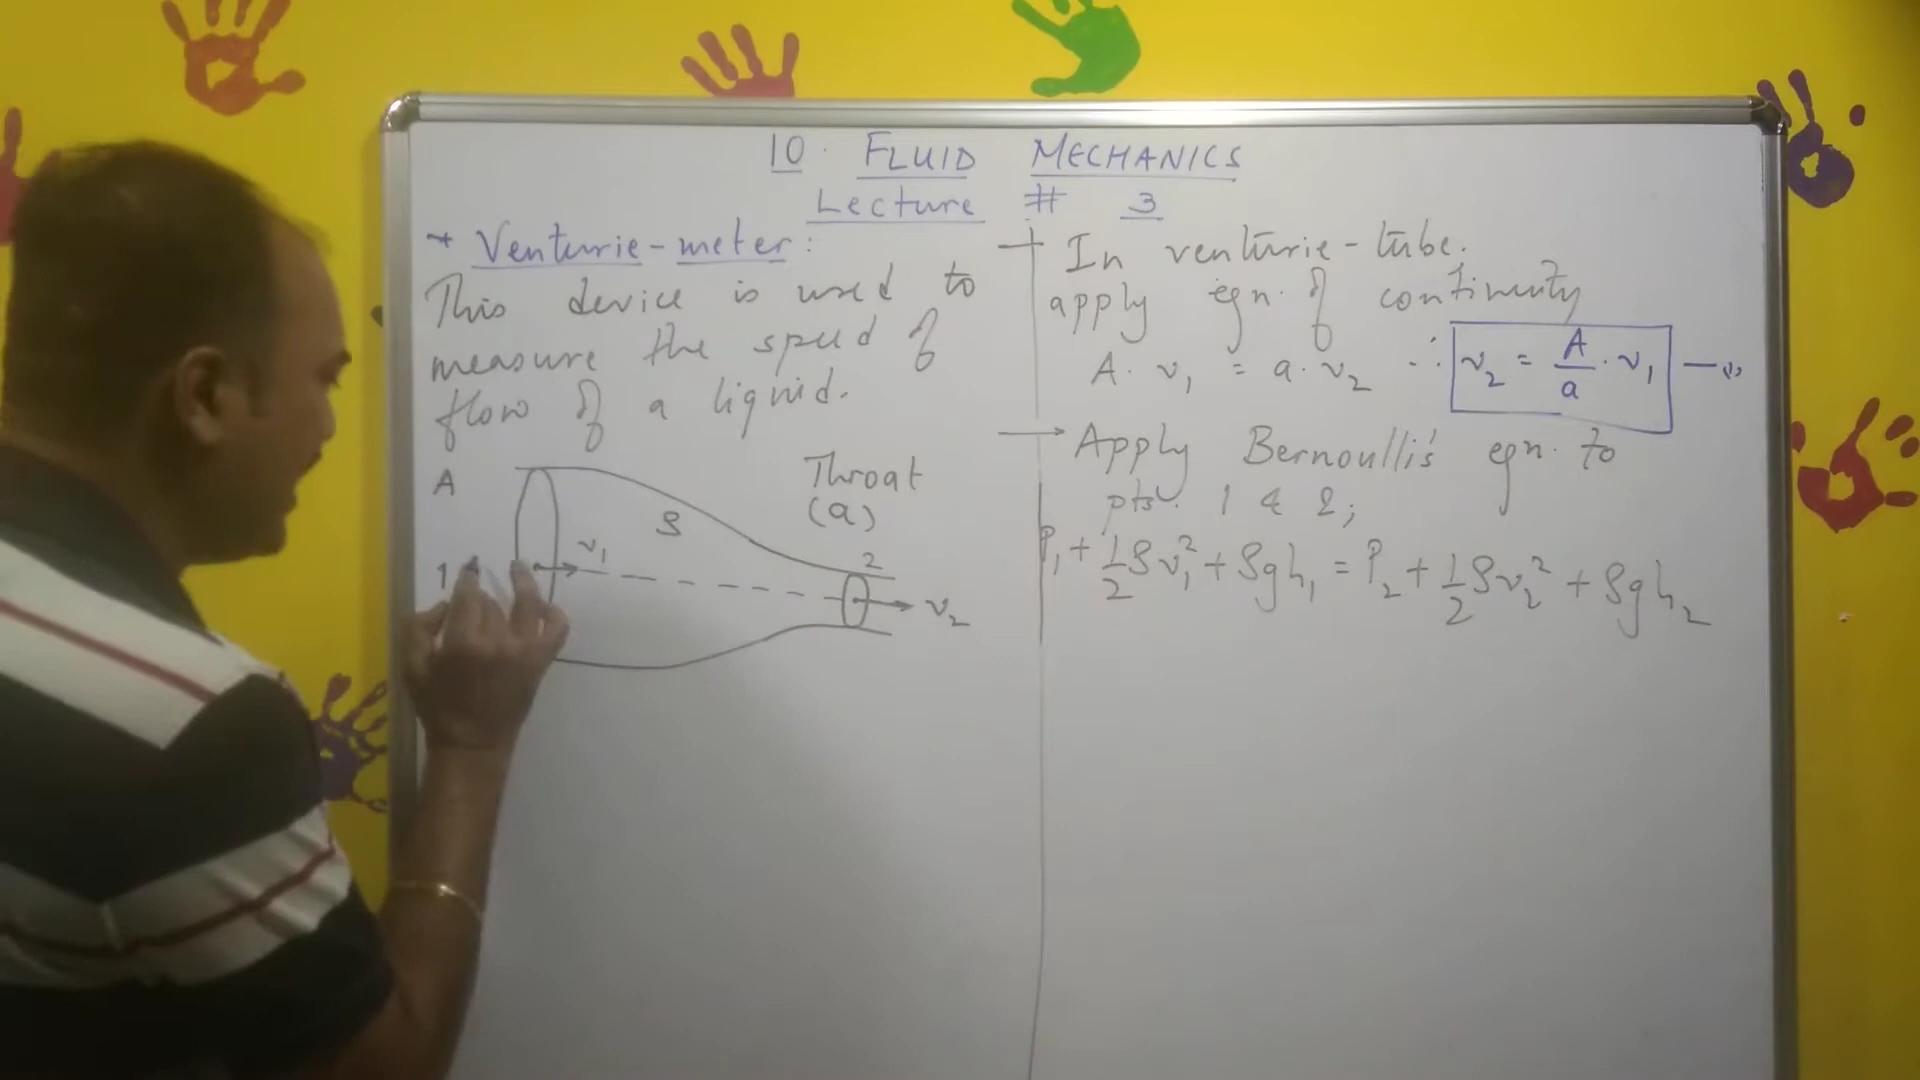 10. FLUID MECHANICS
Lecture # 3
* Venturie-meter:
This device is used to
measure the speed of
flow of a liquid.
A
Throat
(a)
ρ
v₁
2
1
v₂
In venturie-tube.
apply eqn. of continuity
A. v₁ = a. v₂ ∴ v₂ = A/a . v₁
→ Apply Bernoulli's eqn. to
pts. 1 & 2;
P₁ + 1/2 ρv₁² + ρgh₁ = P₂ + 1/2 ρv₂² + ρgh₂